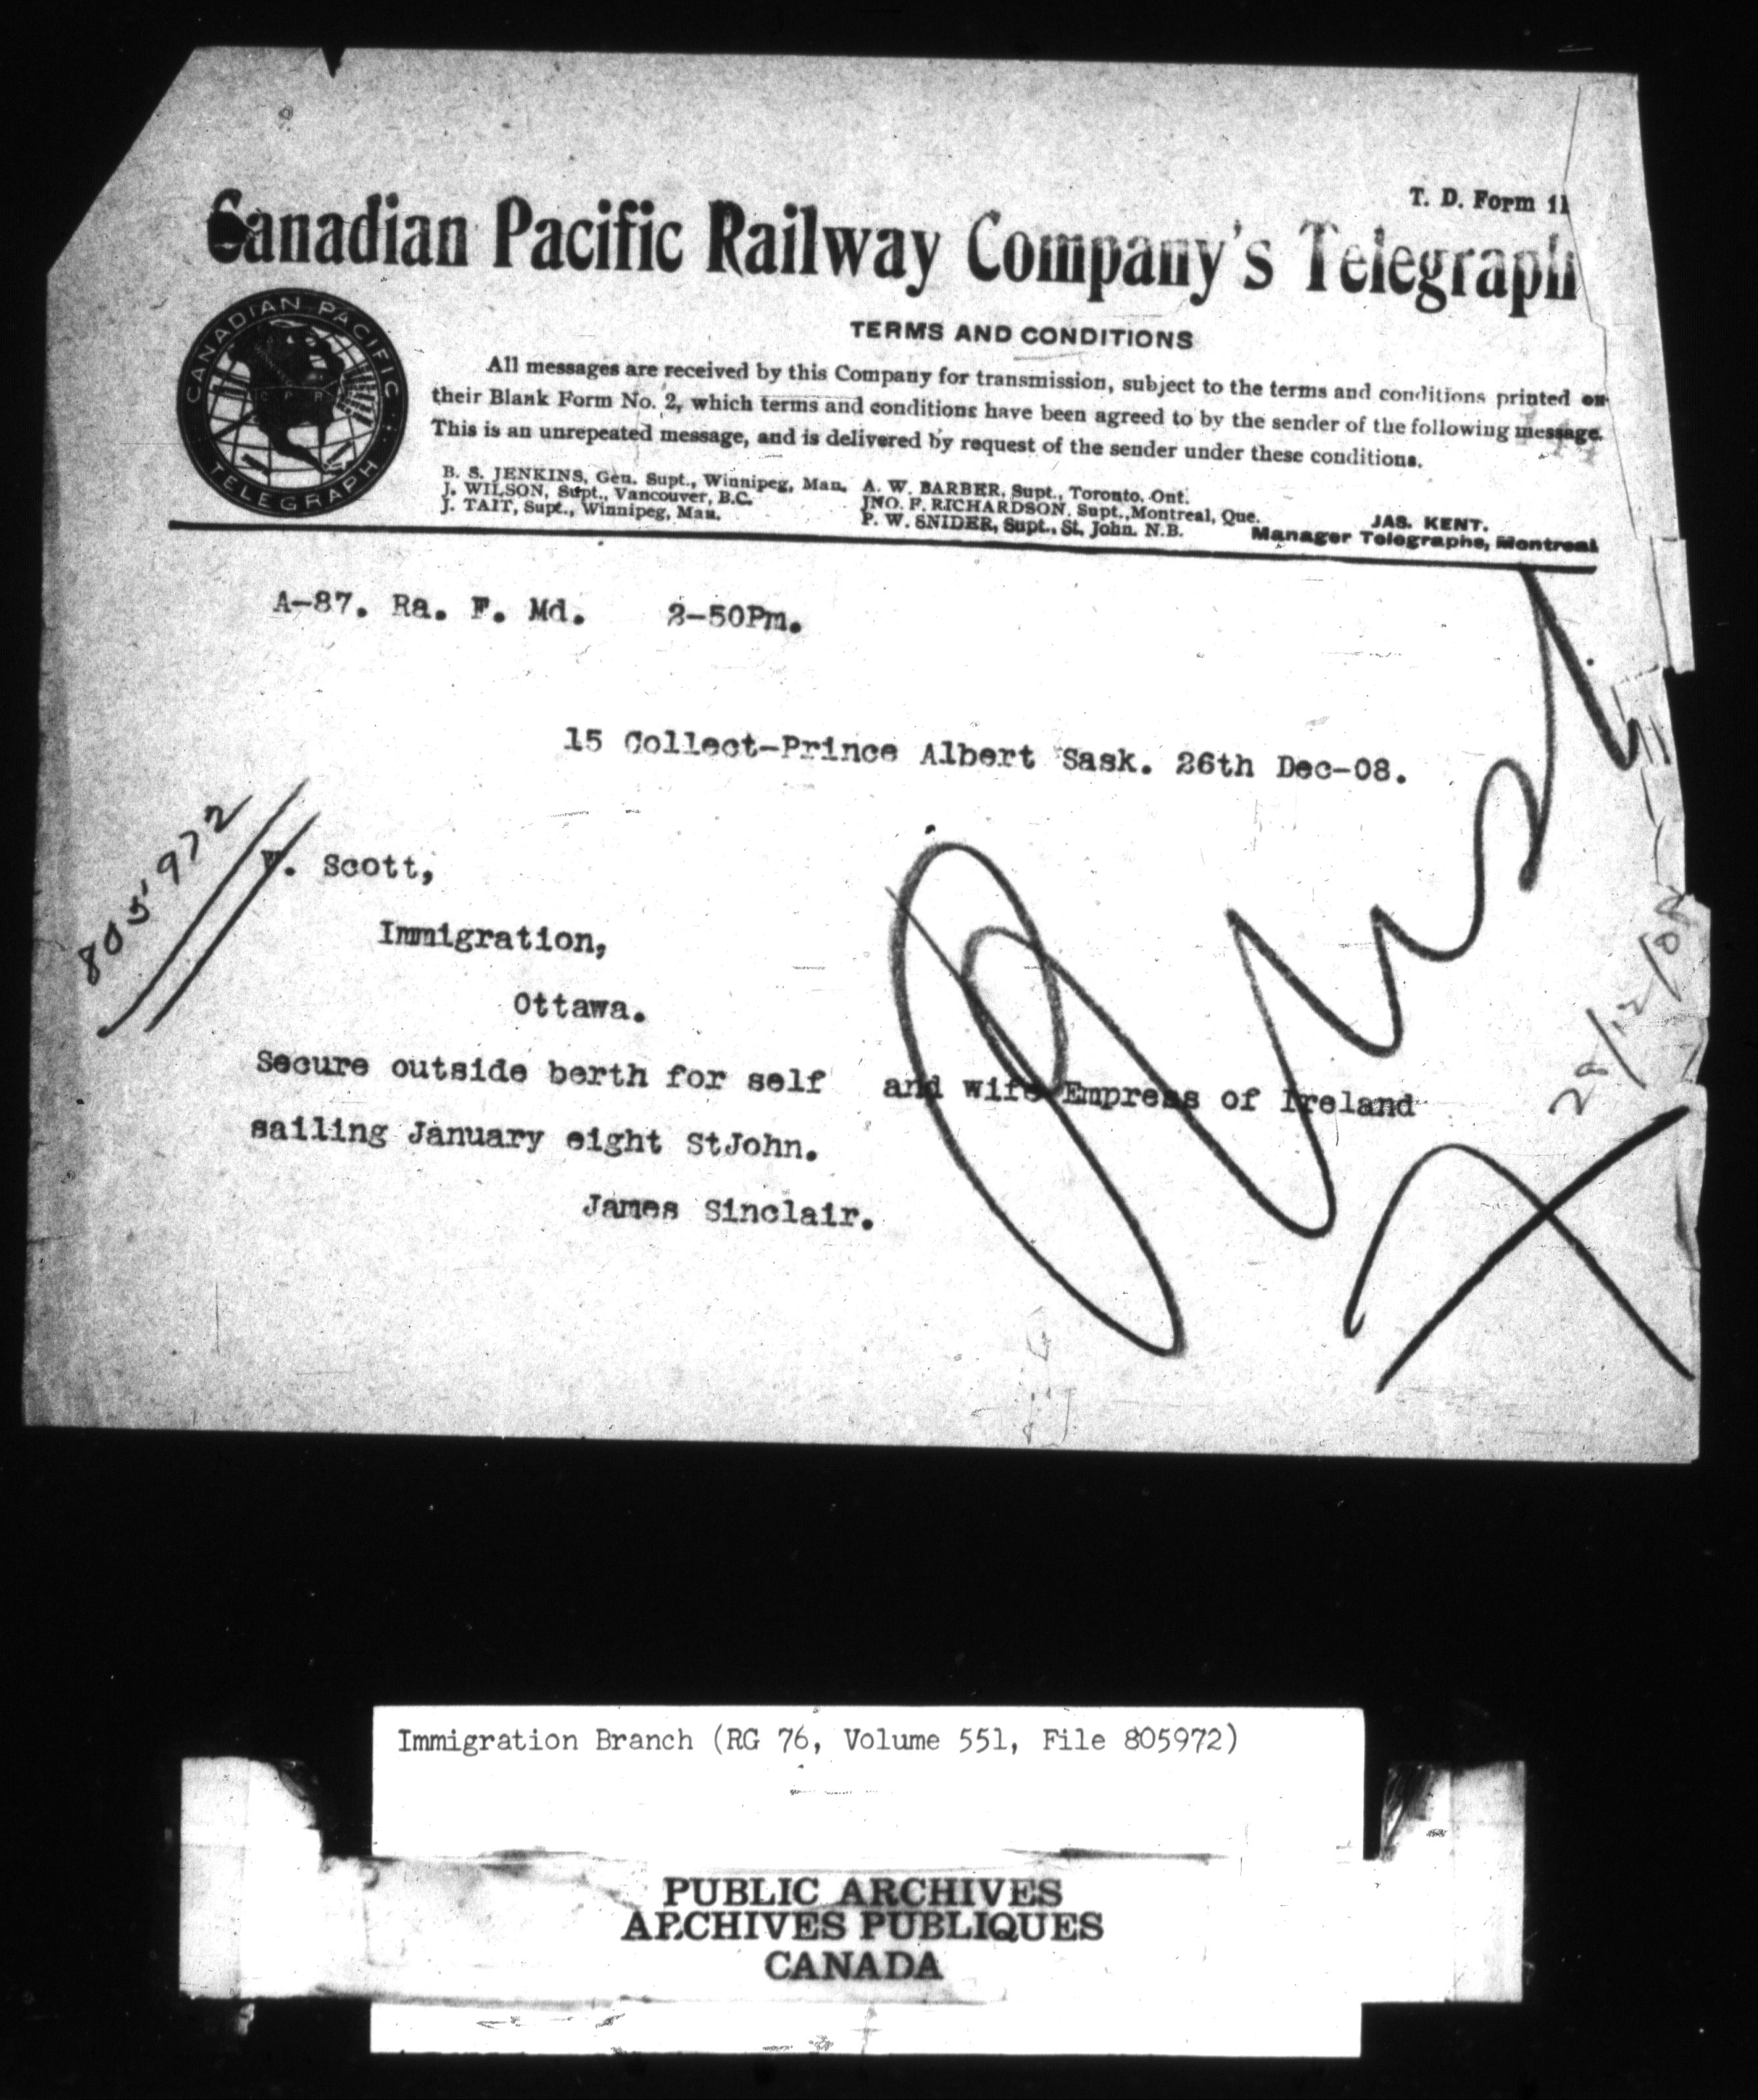 T. D. Form 11
Canadian Pacific Railway Company's Telegraph
CANADIAN PACIFIC
C P R
TELEGRAPH
TERMS AND CONDITIONS
All messages are received by this Company for transmission, subject to the terms and conditions printed on
their Blank Form No. 2, which terms and conditions have been agreed to by the sender of the following message.
This is an unrepeated message, and is delivered by request of the sender under these conditions.
B. S. JENKINS, Gen. Supt., Winnipeg, Man. A. W. BARBER, Supt., Toronto, Ont.
J. WILSON, Supt., Vancouver, B.C. JNO. F. RICHARDSON, Supt., Montreal, Que.
J. TAIT, Supt., Winnipeg, Man. P. W. SNIDER, Supt., St. John. N.B.
JAS. KENT.
Manager Telegraphs, Montreal
A-87. Ra. F. Md. 2-50Pm.
15 Collect-Prince Albert Sask. 26th Dec-08.
805972
Scott,
Immigration,
Ottawa.
Secure outside berth for self and wife Empress of Ireland
sailing January eight StJohn.
James Sinclair.
/12/08
Immigration Branch (RG 76, Volume 551, File 805972)
PUBLIC ARCHIVES
ARCHIVES PUBLIQUES
CANADA